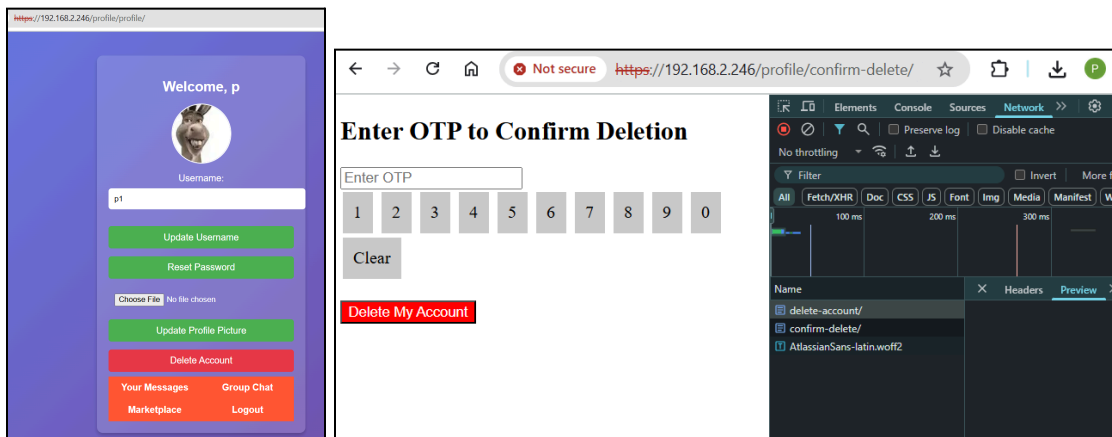 https://192.168.2.246/profile/profile/
Welcome, p
Username:
p1
Update Username
Reset Password
Choose File No file chosen
Update Profile Picture
Delete Account
Your Messages Group Chat
Marketplace Logout
Not secure https://192.168.2.246/profile/confirm-delete/ P
Enter OTP to Confirm Deletion
Enter OTP
1 2 3 4 5 6 7 8 9 0
Clear
Delete My Account
Elements Console Sources Network
Preserve log Disable cache
No throttling
Filter Invert More f
All Fetch/XHR Doc CSS JS Font Img Media Manifest W
100 ms 200 ms 300 ms
Name Headers Preview
delete-account/
confirm-delete/
AtlassianSans-latin.woff2